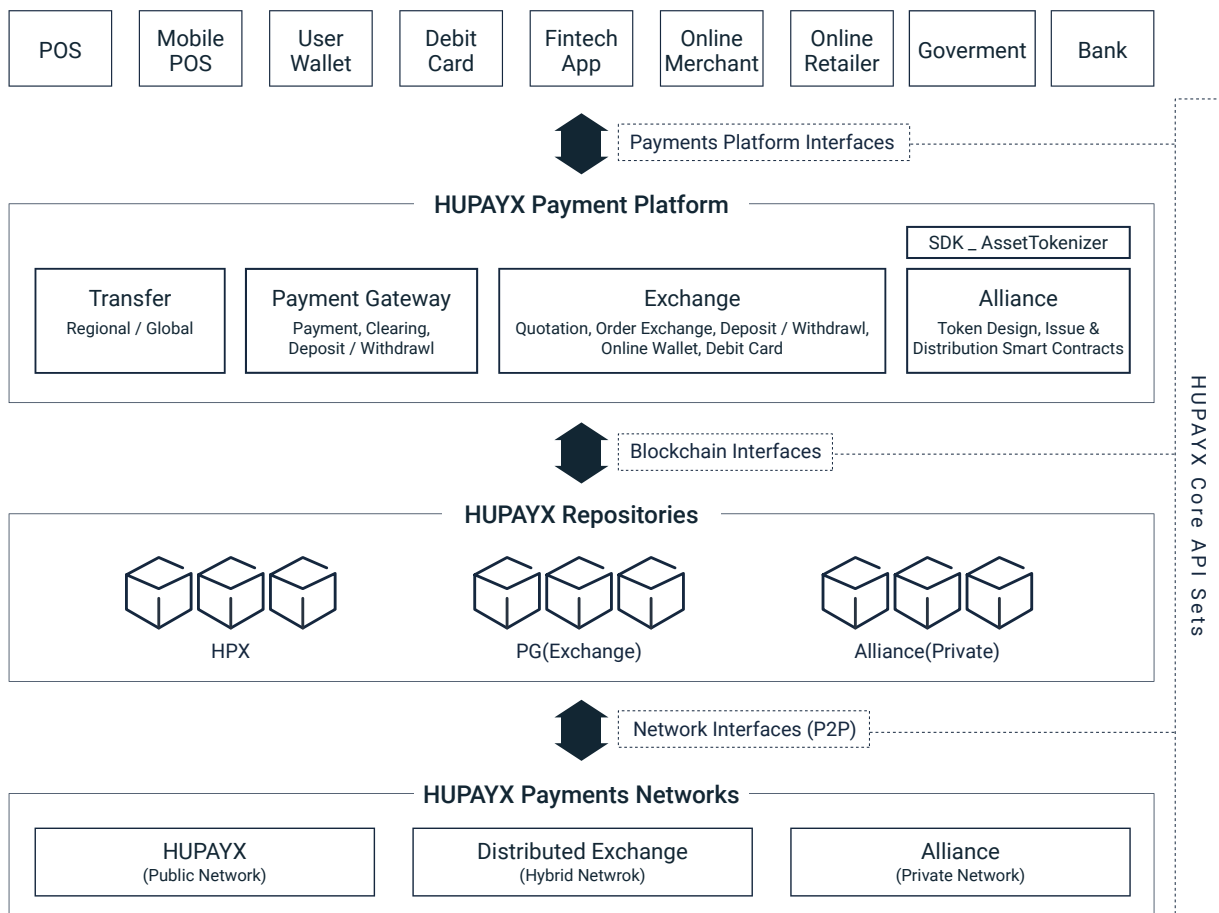 POS
Mobile
POS
User
Wallet
Debit
Card
Fintech
App
Online
Merchant
Online
Retailer
Goverment
Bank
Payments Platform Interfaces
HUPAYX Payment Platform
SDK _ AssetTokenizer
Transfer
Regional / Global
Payment Gateway
Payment, Clearing,
Deposit / Withdrawl
Exchange
Quotation, Order Exchange, Deposit / Withdrawl,
Online Wallet, Debit Card
Alliance
Token Design, Issue &
Distribution Smart Contracts
Blockchain Interfaces
HUPAYX Repositories
HPX
PG(Exchange)
Alliance(Private)
Network Interfaces (P2P)
HUPAYX Payments Networks
HUPAYX
(Public Network)
Distributed Exchange
(Hybrid Netwrok)
Alliance
(Private Network)
HUPAYX Core API Sets